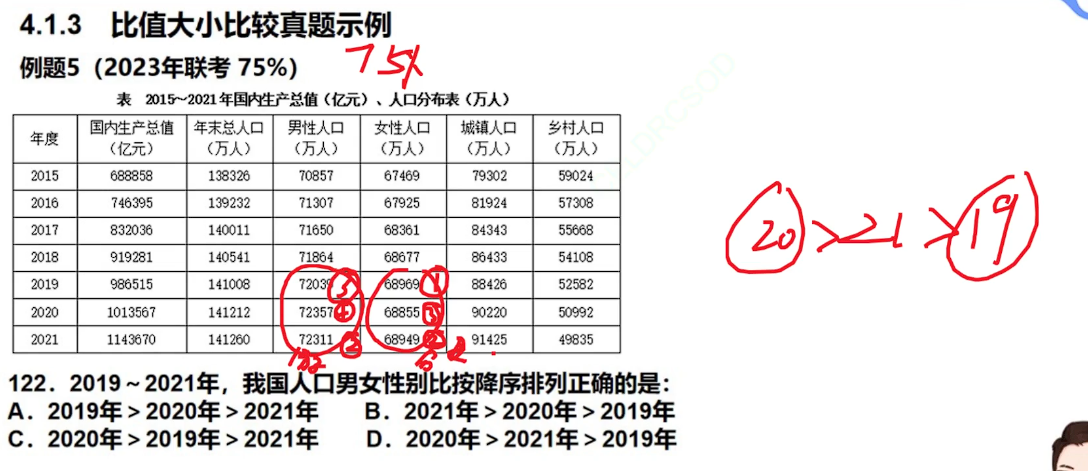 4.1.3 比值大小比较真题示例
例题5（2023年联考 75%）
75%
表 2015～2021年国内生产总值（亿元）、人口分布表（万人）
年度 国内生产总值（亿元） 年末总人口（万人） 男性人口（万人） 女性人口（万人） 城镇人口（万人） 乡村人口（万人）
2015 688858 138326 70857 67469 79302 59024
2016 746395 139232 71307 67925 81924 57308
2017 832036 140011 71650 68361 84343 55668
2018 919281 140541 71864 68677 86433 54108
2019 986515 141008 72039 68969 88426 52582
2020 1013567 141212 72357 68855 90220 50992
2021 1143670 141260 72311 68949 91425 49835
20>21>19
122．2019～2021年，我国人口男女性别比按降序排列正确的是：
A．2019年＞2020年＞2021年 B．2021年＞2020年＞2019年
C．2020年＞2019年＞2021年 D．2020年＞2021年＞2019年